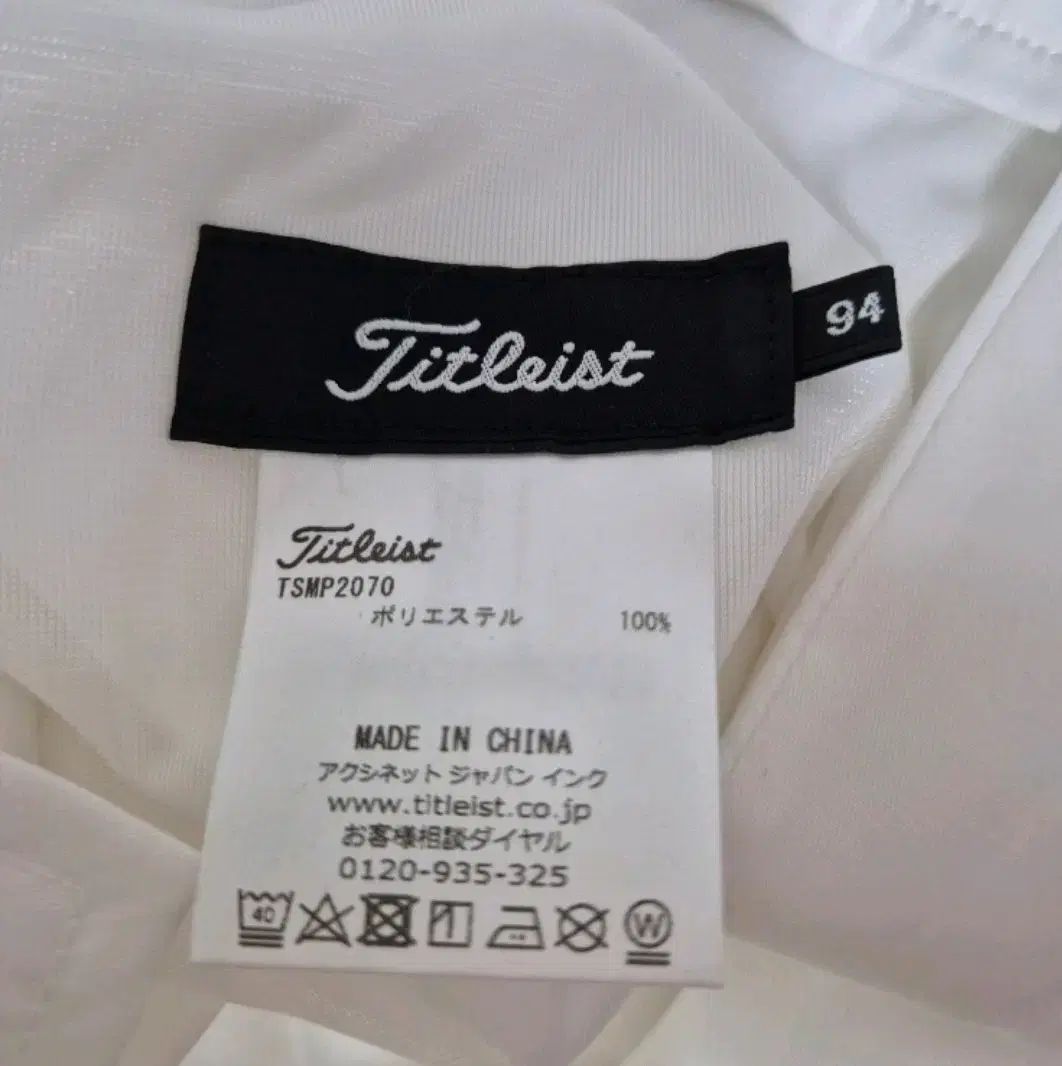 Titleist
94
Titleist
TSMP2070
ポリエステル 100%
MADE IN CHINA
アクシネット ジャパン インク
www.titleist.co.jp
お客様相談ダイヤル
0120-935-325
40 W